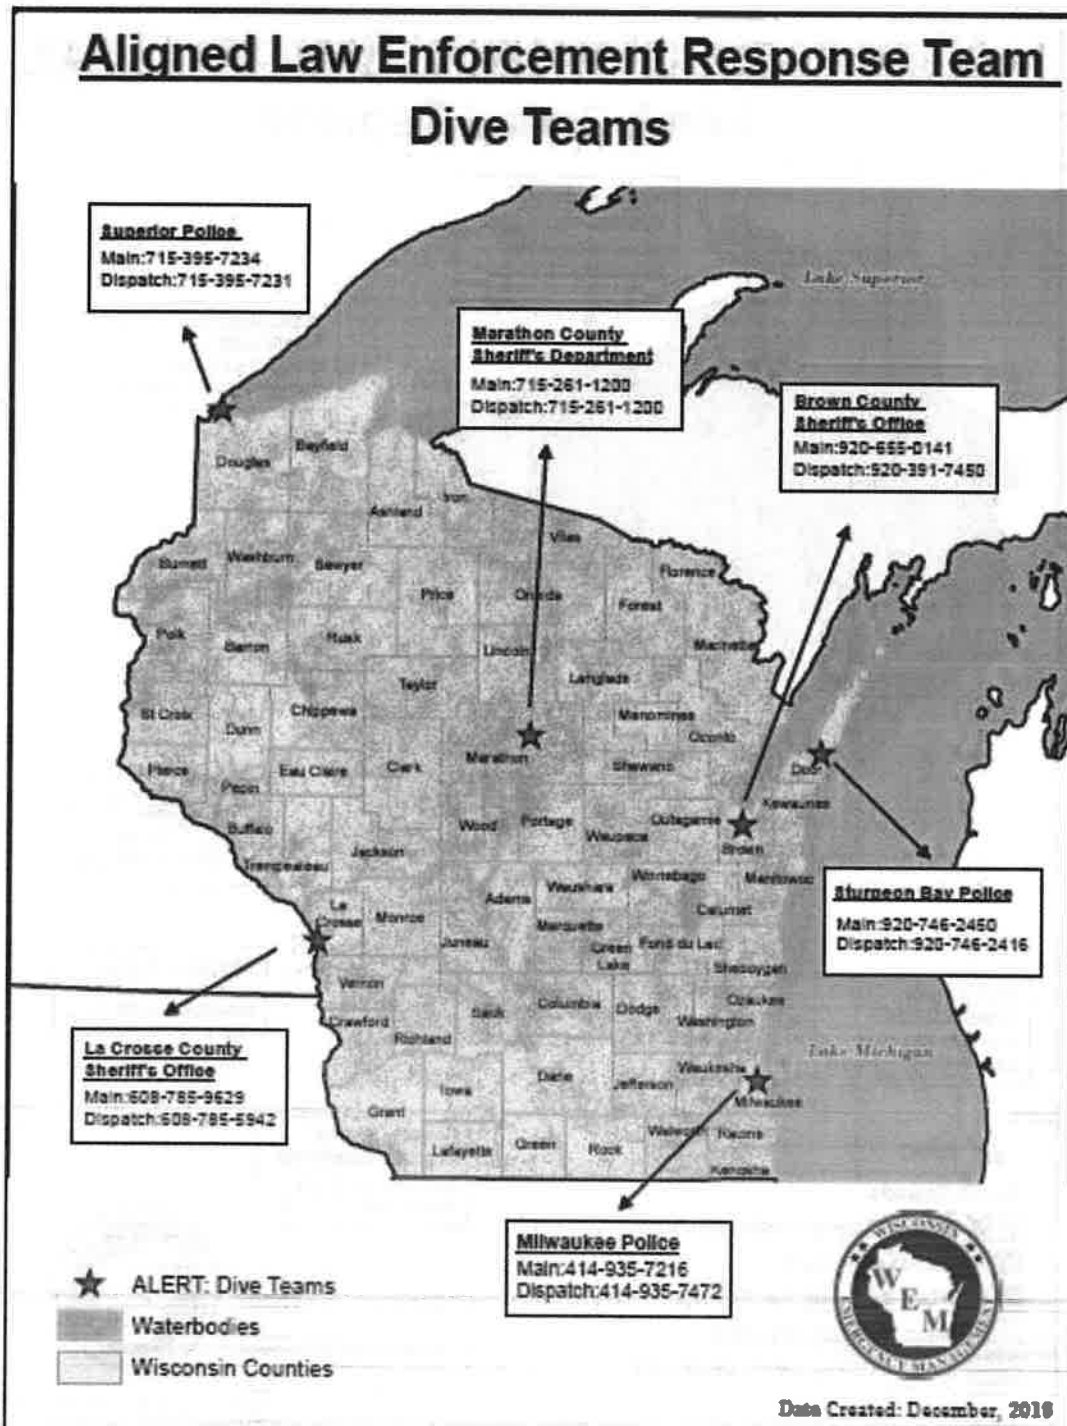 Aligned Law Enforcement Response Team
Dive Teams
Superior Police
Main:715-395-7234
Dispatch:715-395-7231
Lake Superior
Marathon County
Sheriff's Department
Main:715-261-1200
Dispatch:715-261-1200
Brown County
Sheriff's Office
Main:920-655-0141
Dispatch:920-391-7450
Douglas
Bayfield
Ashland
Iron
Vilas
Burnett
Washburn
Sawyer
Price
Oneida
Florence
Forest
Marinette
Polk
Barron
Rusk
Lincoln
Taylor
Langlade
St Croix
Dunn
Chippewa
Menominee
Oconto
Pierce
Pepin
Eau Claire
Clark
Marathon
Shawano
Door
Kewaunee
Buffalo
Trempealeau
Jackson
Wood
Portage
Waupaca
Outagamie
Brown
Manitowoc
La
Crosse
Monroe
Juneau
Adams
Waushara
Winnebago
Calumet
Marquette
Green
Lake
Fond du Lac
Sheboygan
Sturgeon Bay Police
Main:920-746-2450
Dispatch:920-746-2416
Vernon
Crawford
Richland
Sauk
Columbia
Dodge
Ozaukee
Washington
Lake Michigan
La Crosse County
Sheriff's Office
Main:608-785-9629
Dispatch:608-785-5942
Grant
Iowa
Dane
Jefferson
Waukesha
Milwaukee
Lafayette
Green
Rock
Walworth
Racine
Kenosha
Milwaukee Police
Main:414-935-7216
Dispatch:414-935-7472
ALERT: Dive Teams
Waterbodies
Wisconsin Counties
WISCONSIN
W
E
M
EMERGENCY MANAGEMENT
Data Created: December,